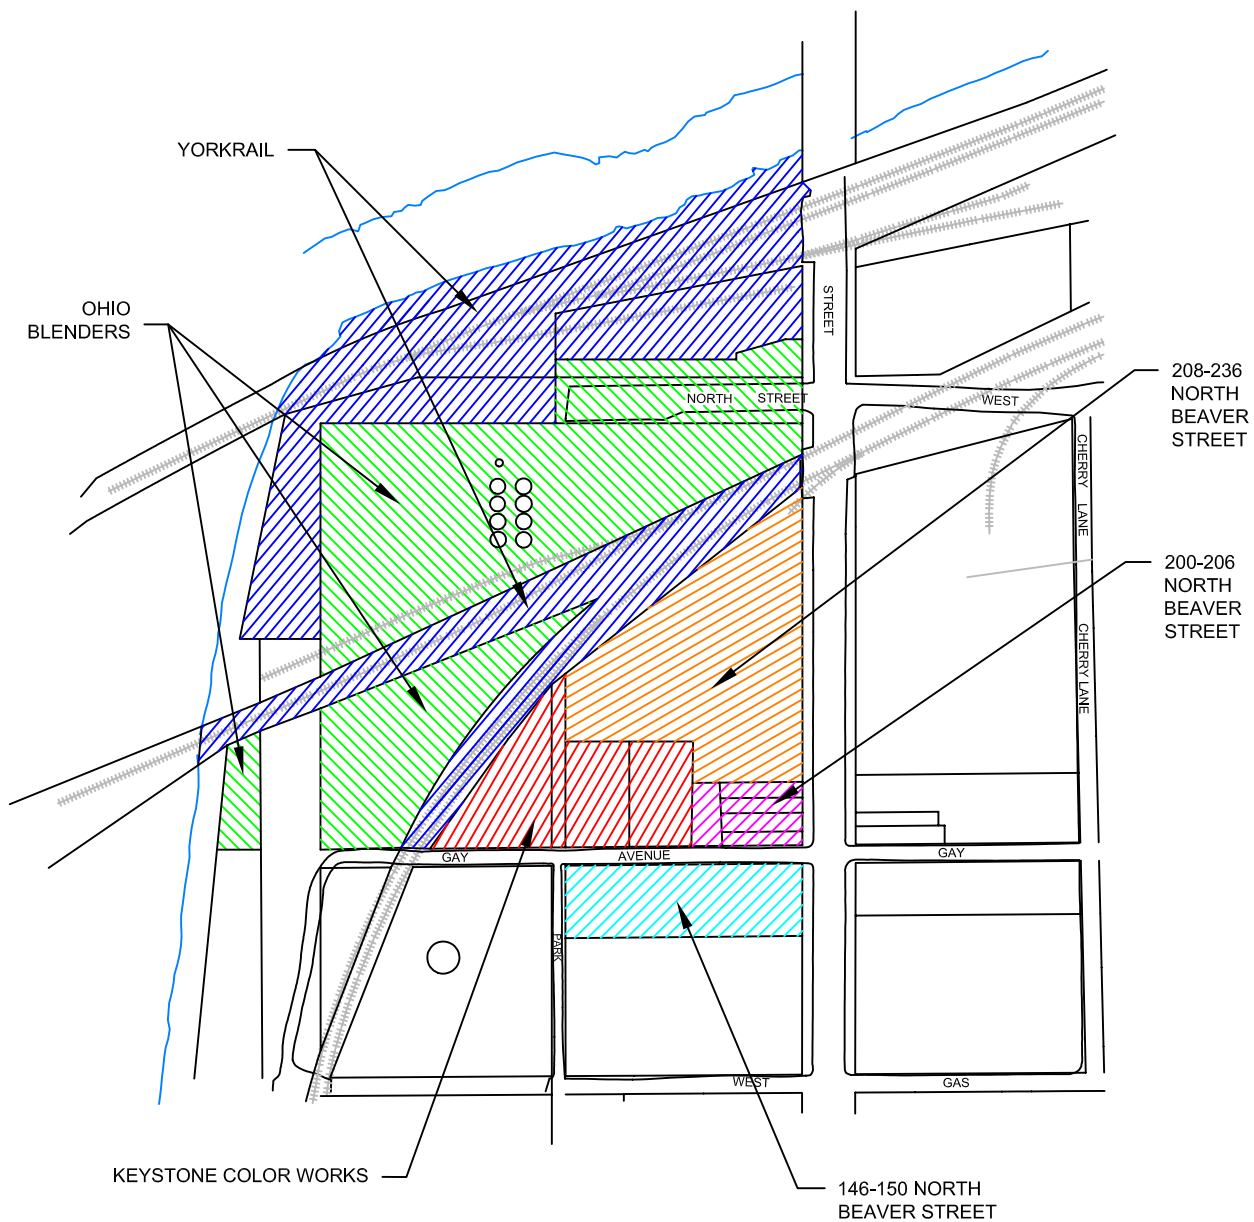 YORKRAIL
OHIO
BLENDERS
STREET
208-236
NORTH
BEAVER
STREET
NORTH STREET
WEST
CHERRY LANE
200-206
NORTH
BEAVER
STREET
CHERRY LANE
GAY AVENUE
GAY
PARK
WEST
GAS
KEYSTONE COLOR WORKS
146-150 NORTH
BEAVER STREET